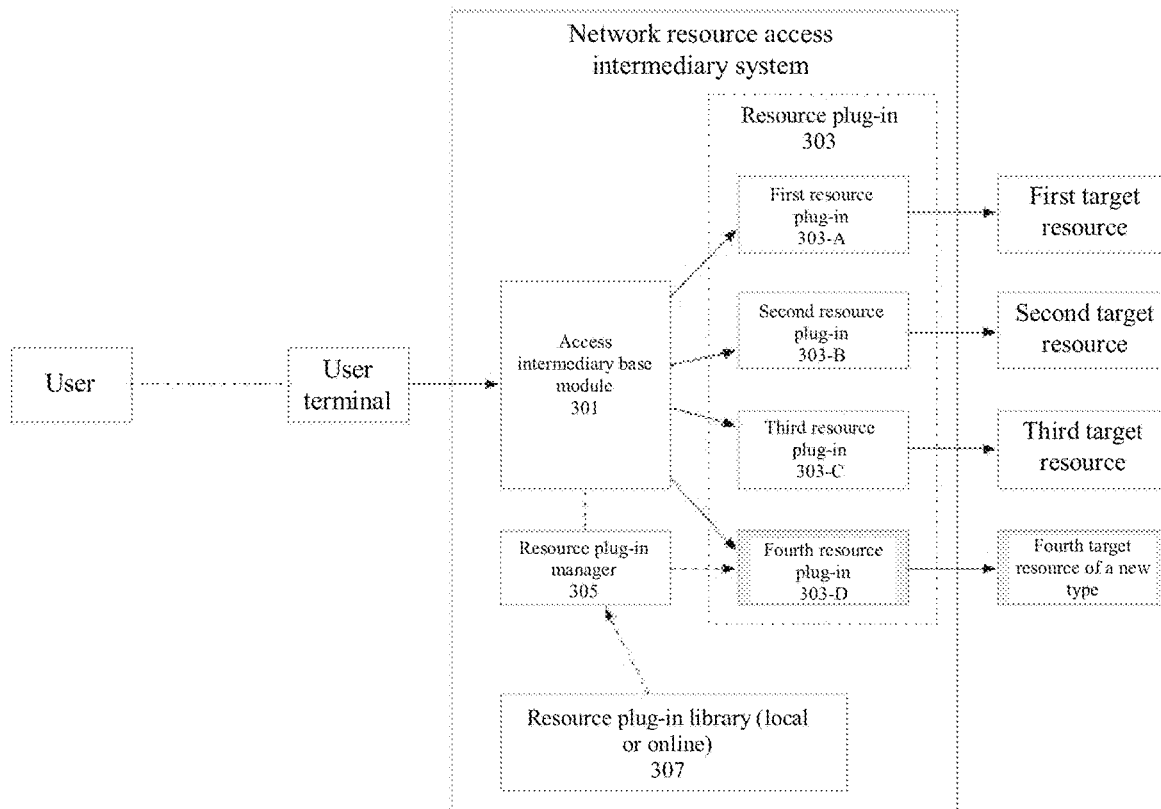 Network resource access
intermediary system
Resource plug-in
303
First resource
plug-in
303-A
First target
resource
Second resource
plug-in
303-B
Second target
resource
Access
intermediary base
module
301
User
User
terminal
Third resource
plug-in
303-C
Third target
resource
Resource plug-in
manager
305
Fourth resource
plug-in
303-D
Fourth target
resource of a new
type
Resource plug-in library (local
or online)
307